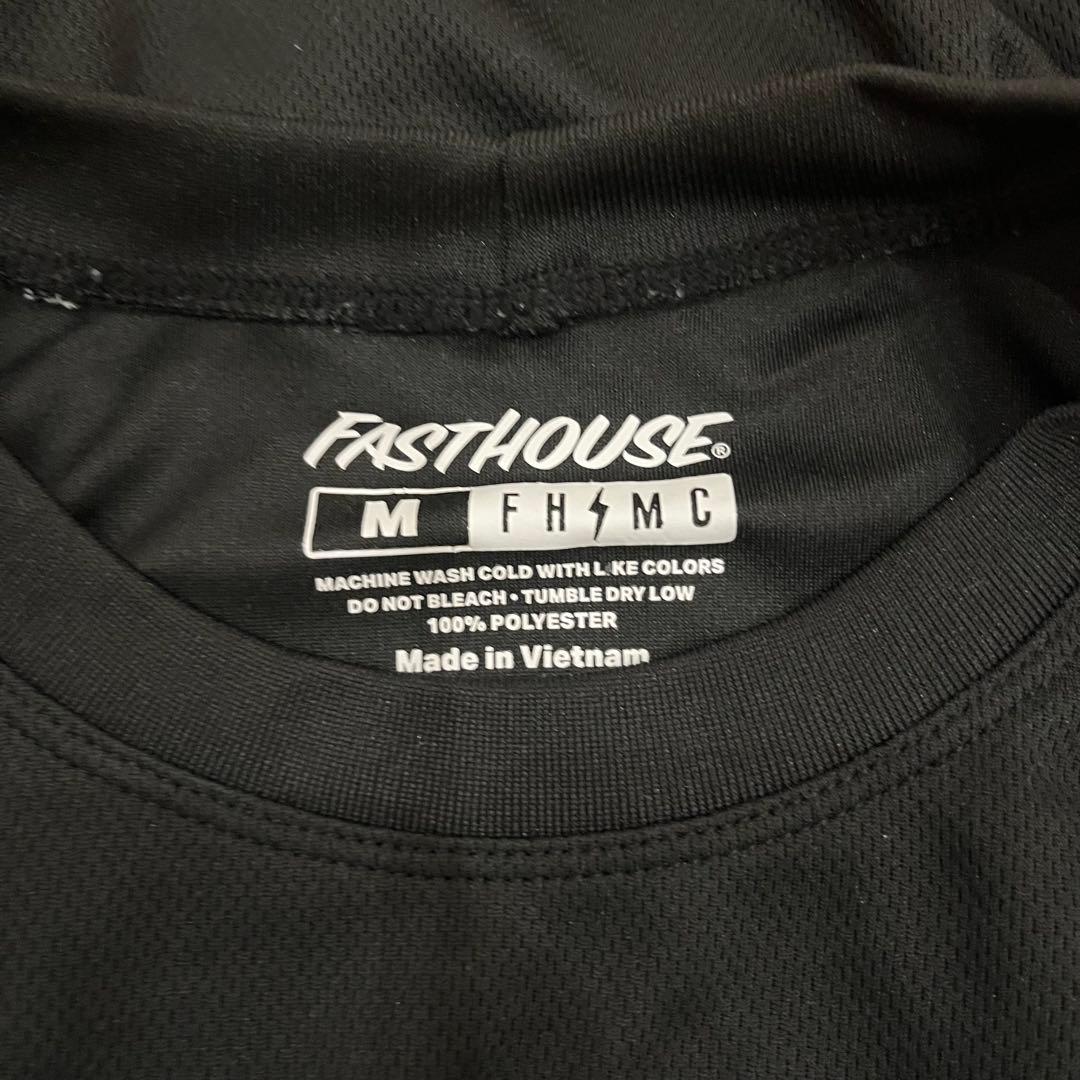 FASTHOUSE®
M FH⚡MC
MACHINE WASH COLD WITH L KE COLORS
DO NOT BLEACH • TUMBLE DRY LOW
100% POLYESTER
Made in Vietnam